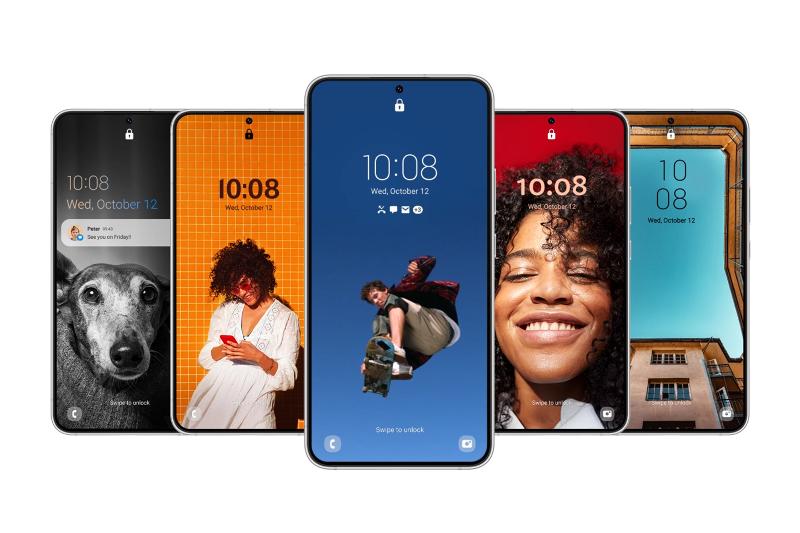 10:08
Wed, October 12
Peter 09:43
See you on Friday!!
Swipe to unlock
10:08
Wed, October 12
10:08
Wed, October 12
+3
Swipe to unlock
10:08
Wed, October 12
Swipe to unlock
10
08
Wed, October 12
Swipe to unlock